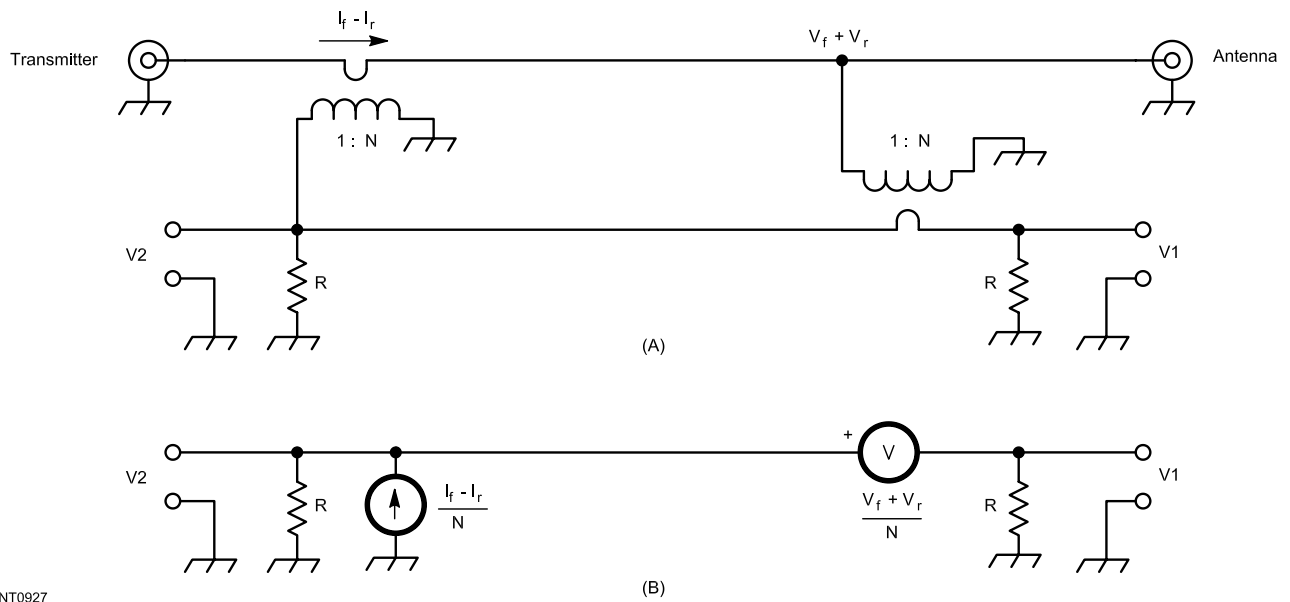 I_f - I_r
V_f + V_r
Transmitter
Antenna
1 : N
1 : N
V2
R
R
V1
(A)
+
V
V2
R
I_f - I_r
N
V_f + V_r
N
R
V1
(B)
NT0927